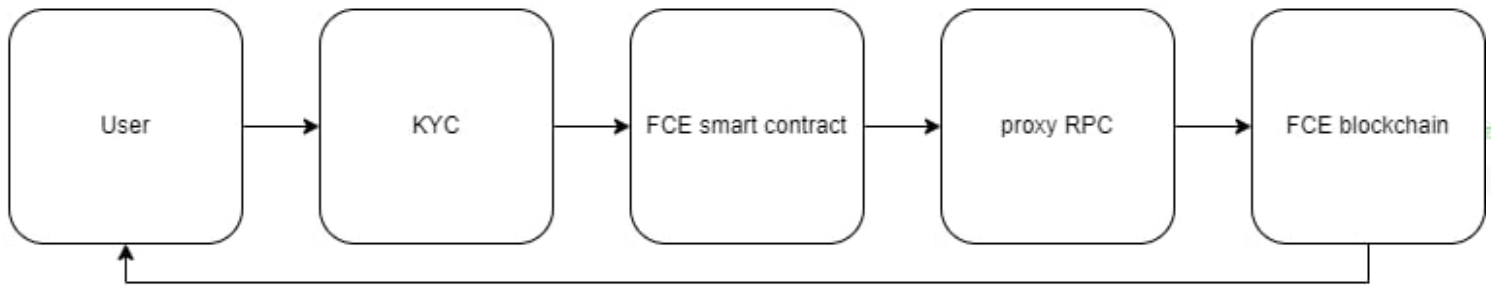 User
KYC
FCE smart contract
proxy RPC
FCE blockchain